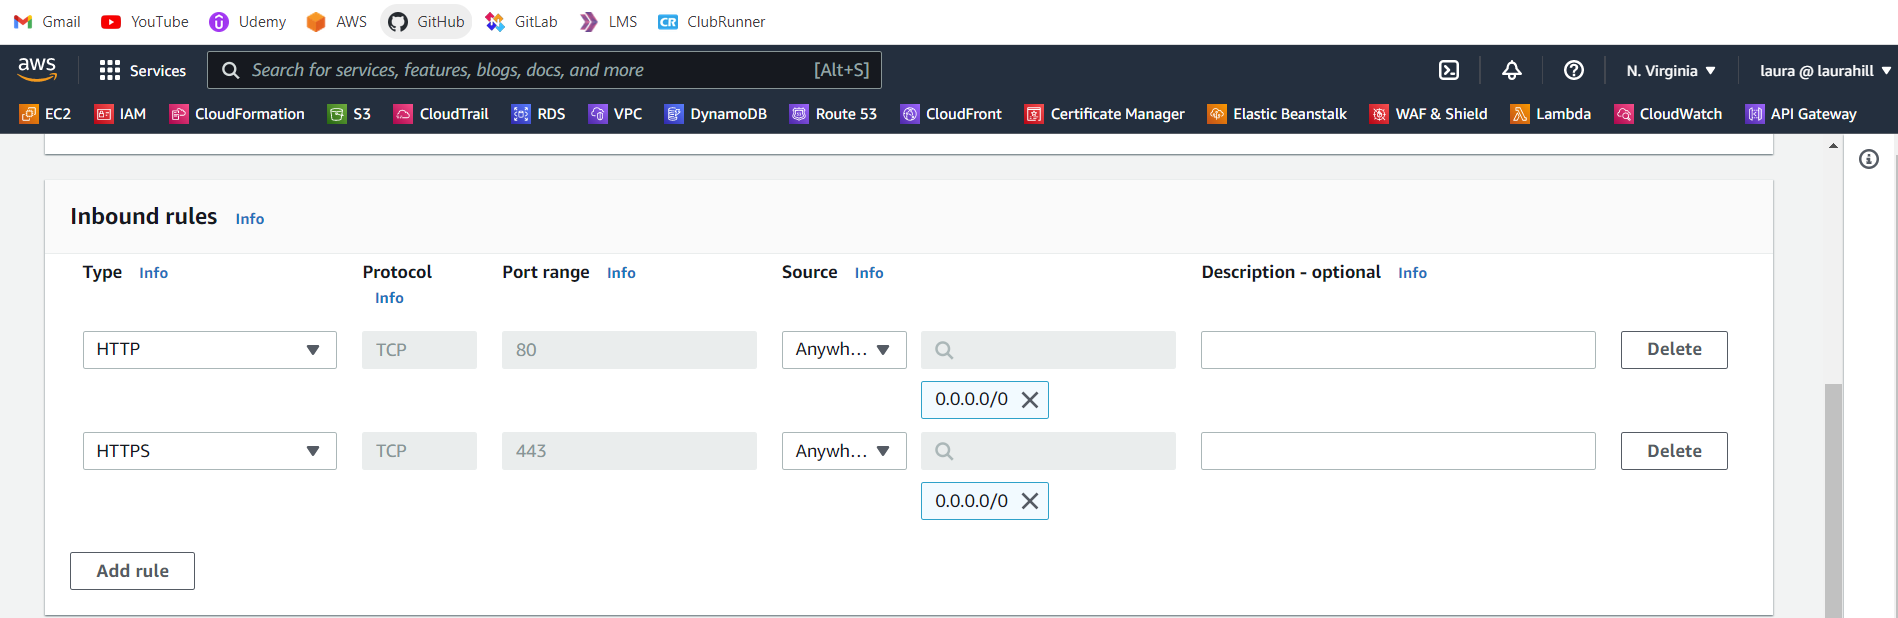 Gmail YouTube Udemy AWS GitHub GitLab LMS CR ClubRunner
aws Services Search for services, features, blogs, docs, and more [Alt+S] N. Virginia laura @ laurahill
EC2 IAM CloudFormation S3 CloudTrail RDS VPC DynamoDB Route 53 CloudFront Certificate Manager Elastic Beanstalk WAF & Shield Lambda CloudWatch API Gateway
Inbound rules Info
Type Info Protocol Port range Info Source Info Description - optional Info
Info
HTTP TCP 80 Anywh... Delete
0.0.0.0/0
HTTPS TCP 443 Anywh... Delete
0.0.0.0/0
Add rule